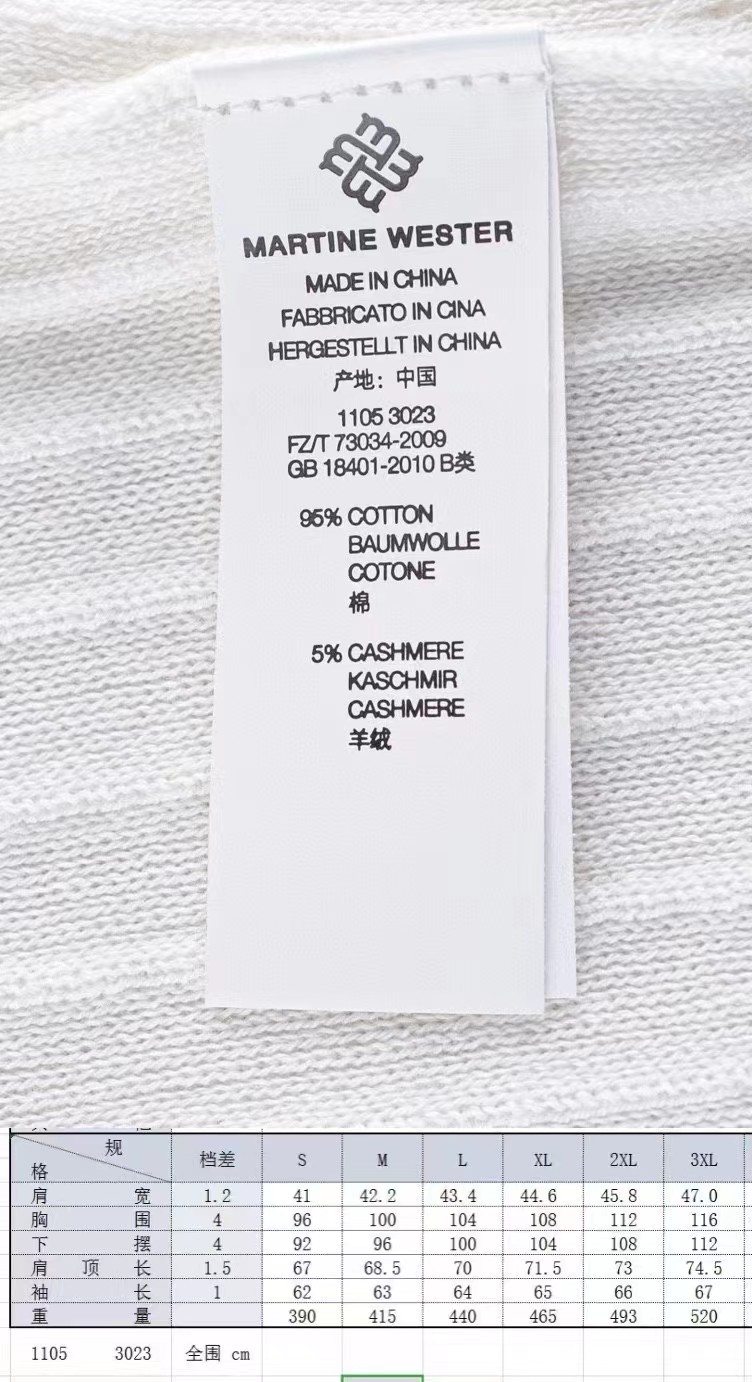 MARTINE WESTER
MADE IN CHINA
FABBRICATO IN CINA
HERGESTELLT IN CHINA
产地：中国
1105 3023
FZ/T 73034-2009
GB 18401-2010 B类
95% COTTON
BAUMWOLLE
COTONE
棉
5% CASHMERE
KASCHMIR
CASHMERE
羊绒
规格 档差 S M L XL 2XL 3XL
肩宽 1.2 41 42.2 43.4 44.6 45.8 47.0
胸围 4 96 100 104 108 112 116
下摆 4 92 96 100 104 108 112
肩顶长 1.5 67 68.5 70 71.5 73 74.5
袖长 1 62 63 64 65 66 67
重量 390 415 440 465 493 520
1105 3023 全围 cm